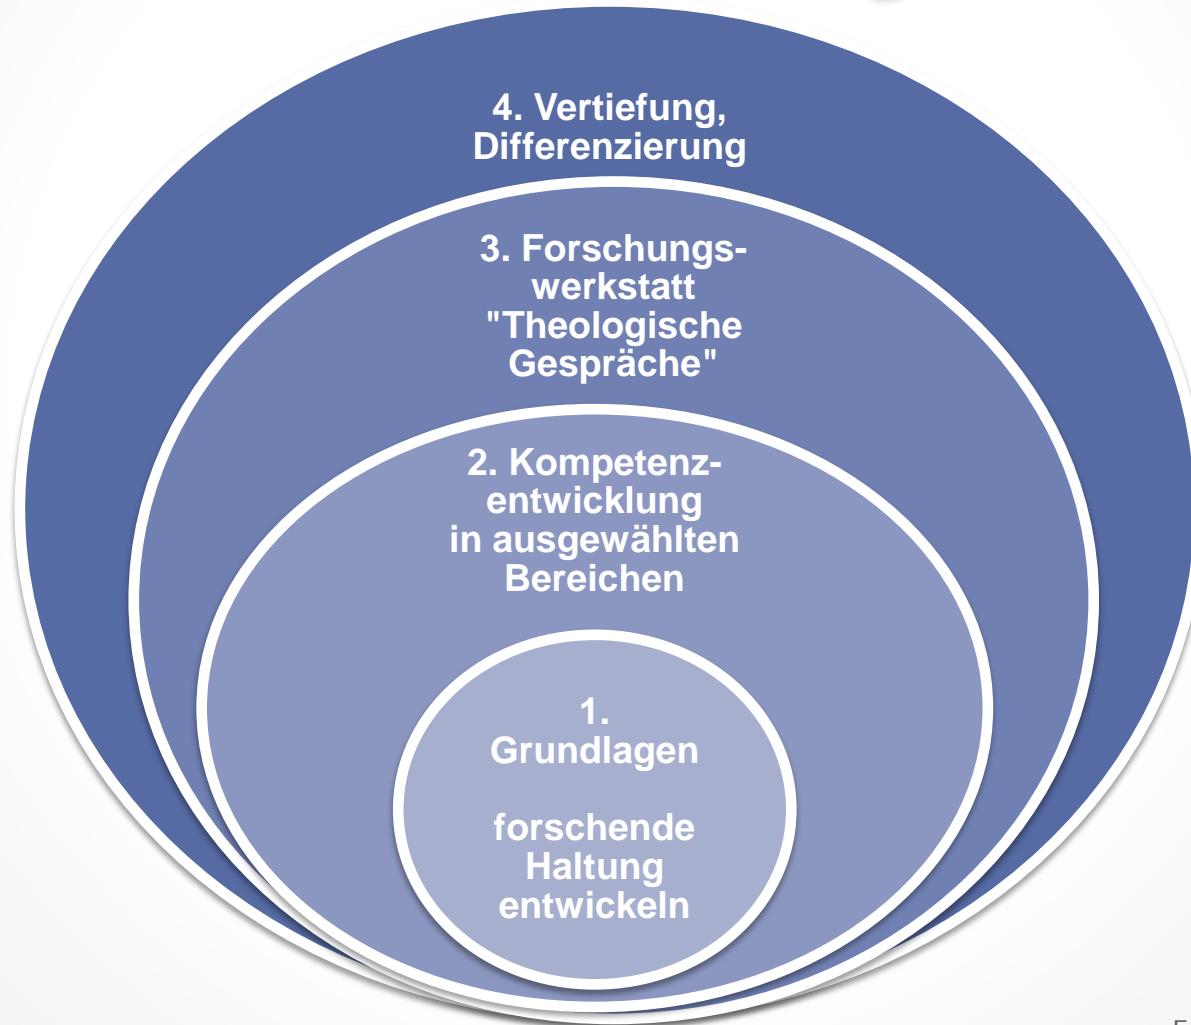 4. Vertiefung,
Differenzierung
3. Forschungs-
werkstatt
"Theologische
Gespräche"
2. Kompetenz-
entwicklung
in ausgewählten
Bereichen
1.
Grundlagen
forschende
Haltung
entwickeln